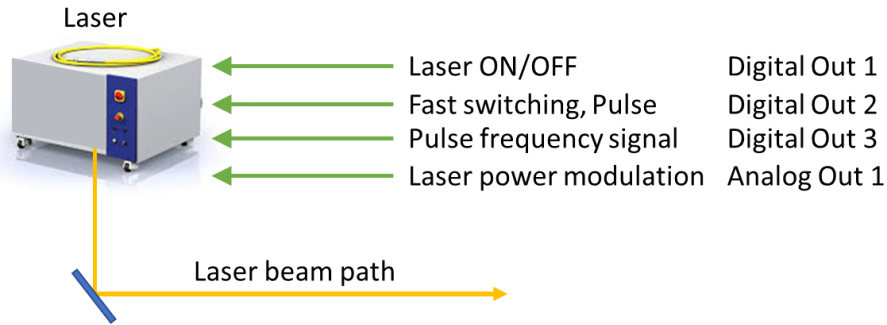 Laser
Laser ON/OFF Digital Out 1
Fast switching, Pulse Digital Out 2
Pulse frequency signal Digital Out 3
Laser power modulation Analog Out 1
Laser beam path